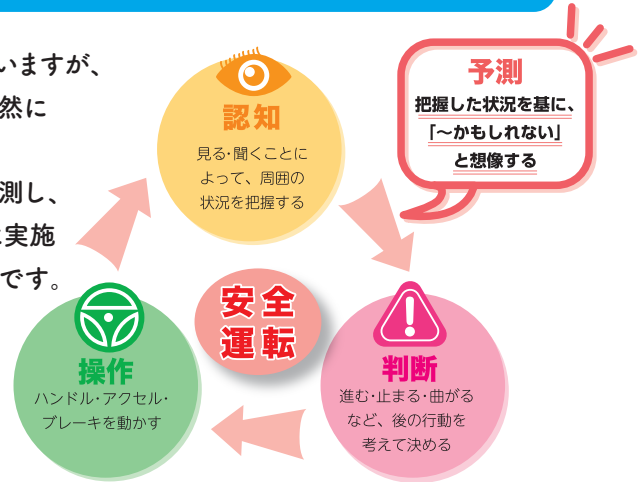 いますが、
然に
測し、
実施
です。
認知
見る・聞くことに
よって、周囲の
状況を把握する
予測
把握した状況を基に、
「〜かもしれない」
と想像する
安全
運転
判断
進む・止まる・曲がる
など、後の行動を
考えて決める
操作
ハンドル・アクセル・
ブレーキを動かす